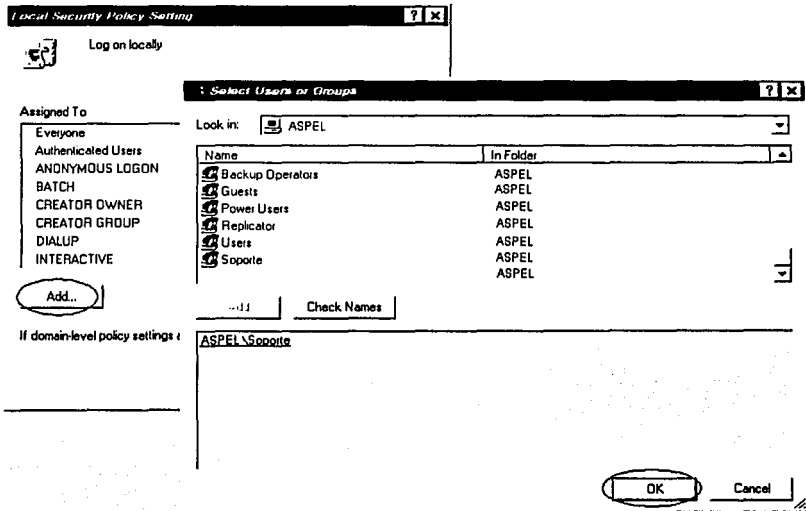 Local Security Policy Setting
Log on locally
Assigned To
Everyone
Authenticated Users
ANONYMOUS LOGON
BATCH
CREATOR OWNER
CREATOR GROUP
DIALUP
INTERACTIVE
Add...
If domain-level policy settings
Select Users or Groups
Look in: ASPEL
Name In Folder
Backup Operators ASPEL
Guests ASPEL
Power Users ASPEL
Replicator ASPEL
Users ASPEL
Soporte ASPEL
ASPEL
Check Names
ASPEL\Soporte
OK Cancel